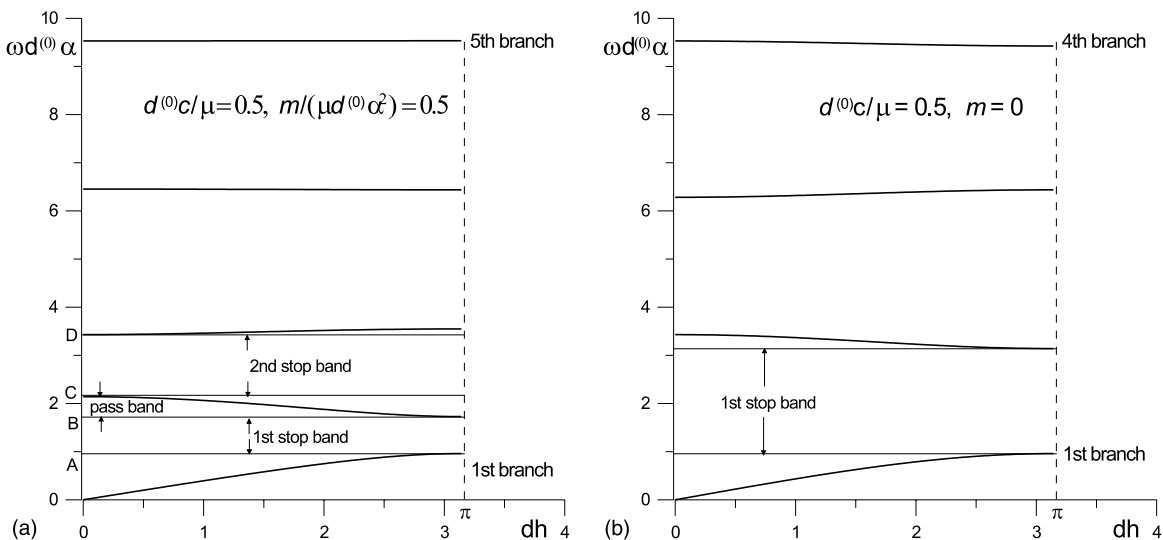 10
ωd⁽⁰⁾α
5th branch
d⁽⁰⁾c/μ=0.5, m/(μd⁽⁰⁾α²)=0.5
8
6
4
D
2nd stop band
C
2
pass band
B
1st stop band
A
1st branch
0
0 1 2 3 π 4
(a)
dh
10
ωd⁽⁰⁾α
4th branch
d⁽⁰⁾c/μ=0.5, m=0
8
6
4
1st stop band
2
1st branch
0
0 1 2 3 π 4
(b)
dh